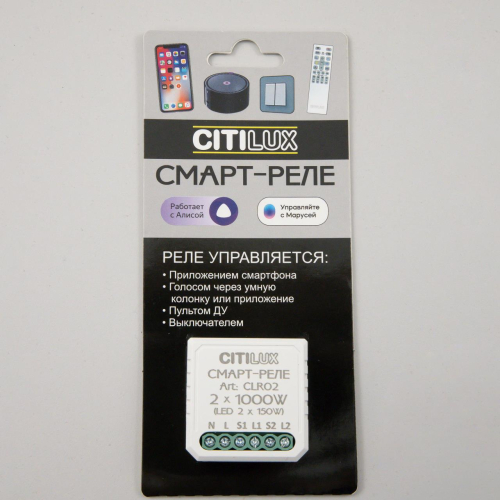 CITILUX
СМАРТ-РЕЛЕ
Работает
с Алисой
Управляйте
с Марусей
РЕЛЕ УПРАВЛЯЕТСЯ:
• Приложением смартфона
• Голосом через умную
колонку или приложение
• Пультом ДУ
• Выключателем
CITILUX
СМАРТ-РЕЛЕ
Art: CLR02
2 x 1000W
(LED 2 x 150W)
N L S1 L1 S2 L2